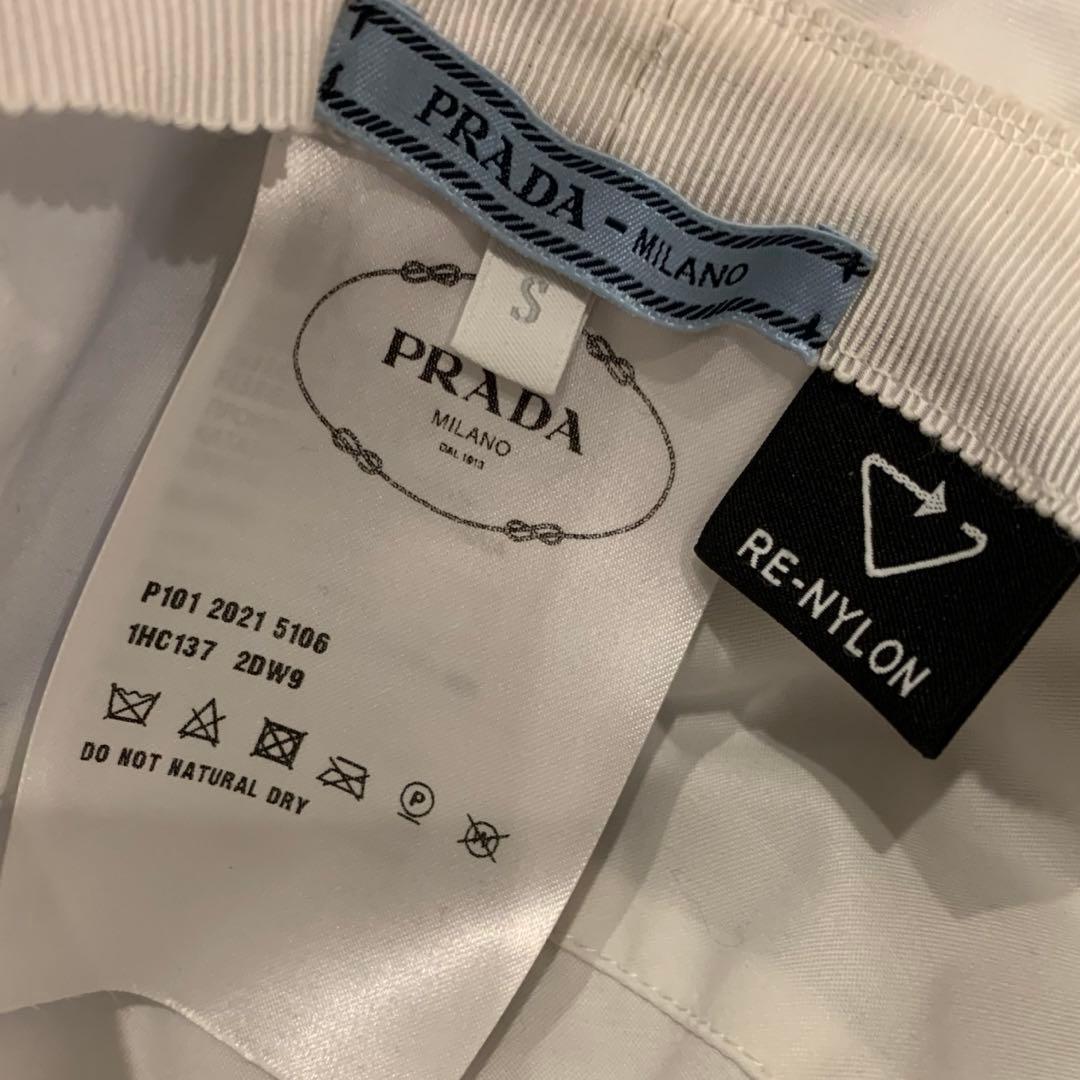 PRADA - MILANO
S
PRADA
MILANO
DAL 1913
RE-NYLON
P101 2021 5106
1HC137 2DW9
P
DO NOT NATURAL DRY